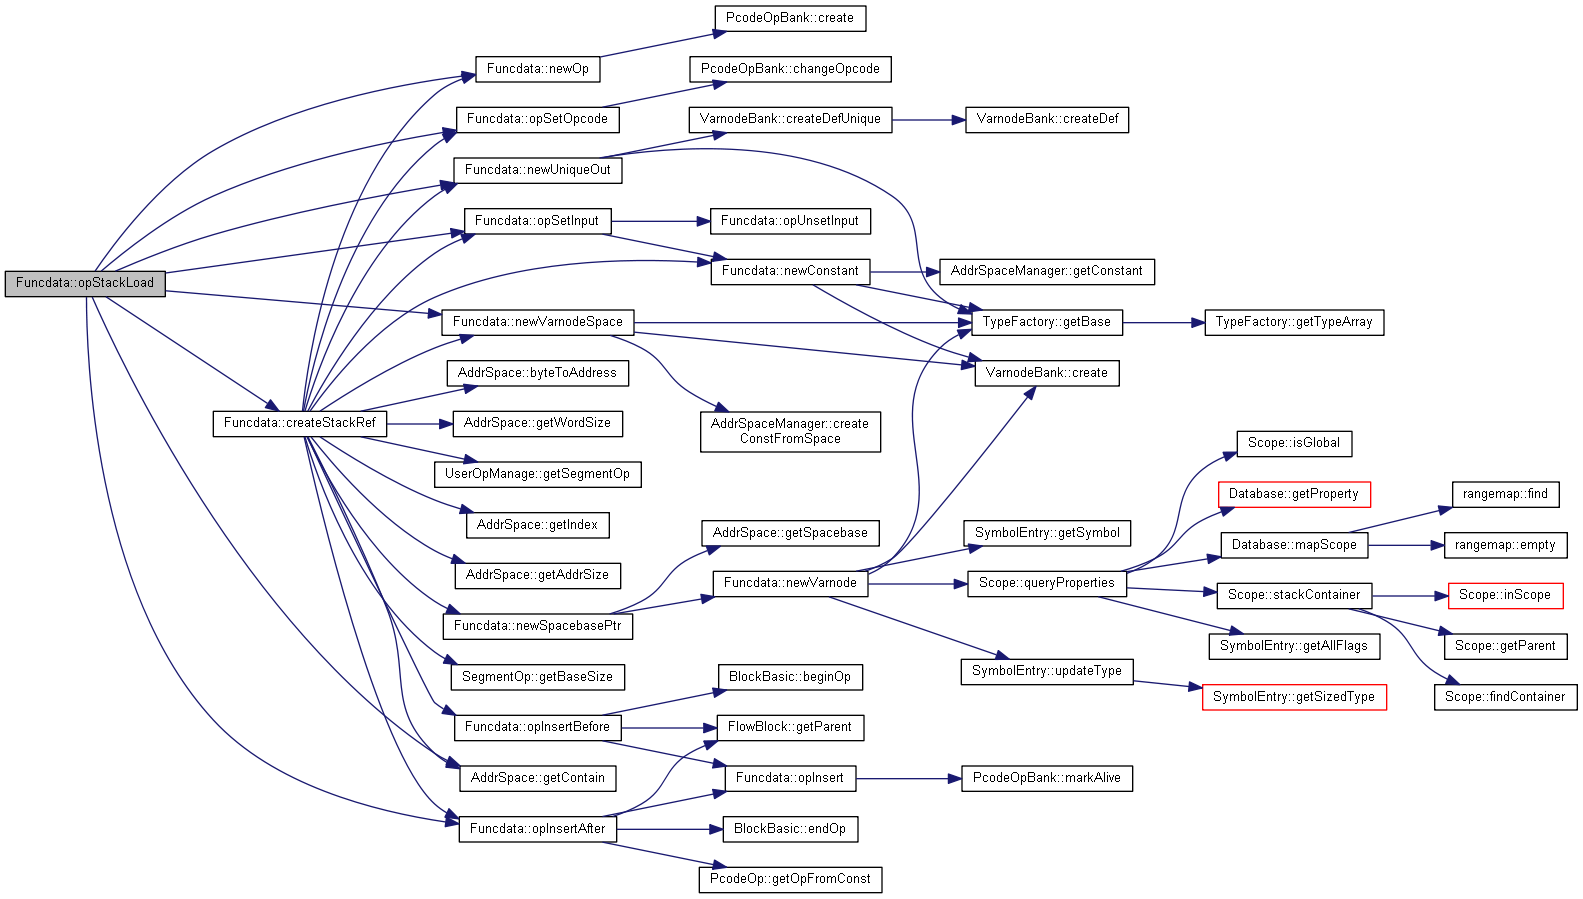 PcodeOpBank::create
Funcdata::newOp
PcodeOpBank::changeOpcode
Funcdata::opSetOpcode
VarnodeBank::createDefUnique
VarnodeBank::createDef
Funcdata::newUniqueOut
Funcdata::opSetInput
Funcdata::opUnsetInput
Funcdata::opStackLoad
Funcdata::newConstant
AddrSpaceManager::getConstant
Funcdata::newVarnodeSpace
TypeFactory::getBase
TypeFactory::getTypeArray
AddrSpace::byteToAddress
VarnodeBank::create
Funcdata::createStackRef
AddrSpace::getWordSize
AddrSpaceManager::create
ConstFromSpace
Scope::isGlobal
UserOpManage::getSegmentOp
Database::getProperty
rangemap::find
AddrSpace::getIndex
AddrSpace::getSpacebase
SymbolEntry::getSymbol
Database::mapScope
rangemap::empty
AddrSpace::getAddrSize
Funcdata::newVarnode
Scope::queryProperties
Scope::stackContainer
Scope::inScope
Funcdata::newSpacebasePtr
SymbolEntry::getAllFlags
Scope::getParent
SegmentOp::getBaseSize
BlockBasic::beginOp
SymbolEntry::updateType
SymbolEntry::getSizedType
Scope::findContainer
Funcdata::opInsertBefore
FlowBlock::getParent
AddrSpace::getContain
Funcdata::opInsert
PcodeOpBank::markAlive
Funcdata::opInsertAfter
BlockBasic::endOp
PcodeOp::getOpFromConst